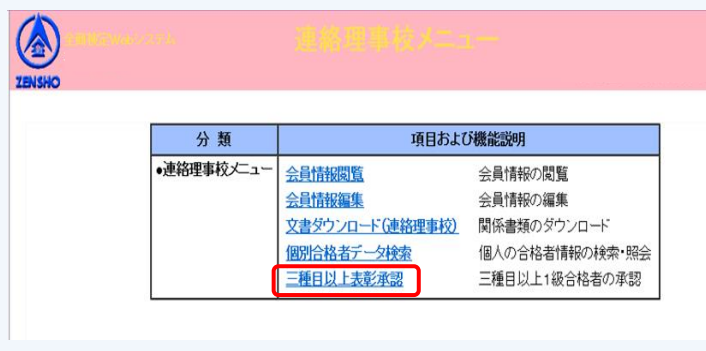 全商検定Webシステム
連絡理事校メニュー
ZENSHO
分 類 項目および機能説明
●連絡理事校メニュー 会員情報閲覧 会員情報の閲覧
会員情報編集 会員情報の編集
文書ダウンロード(連絡理事校) 関係書類のダウンロード
個別合格者データ検索 個人の合格者情報の検索・照会
三種目以上表彰承認 三種目以上1級合格者の承認